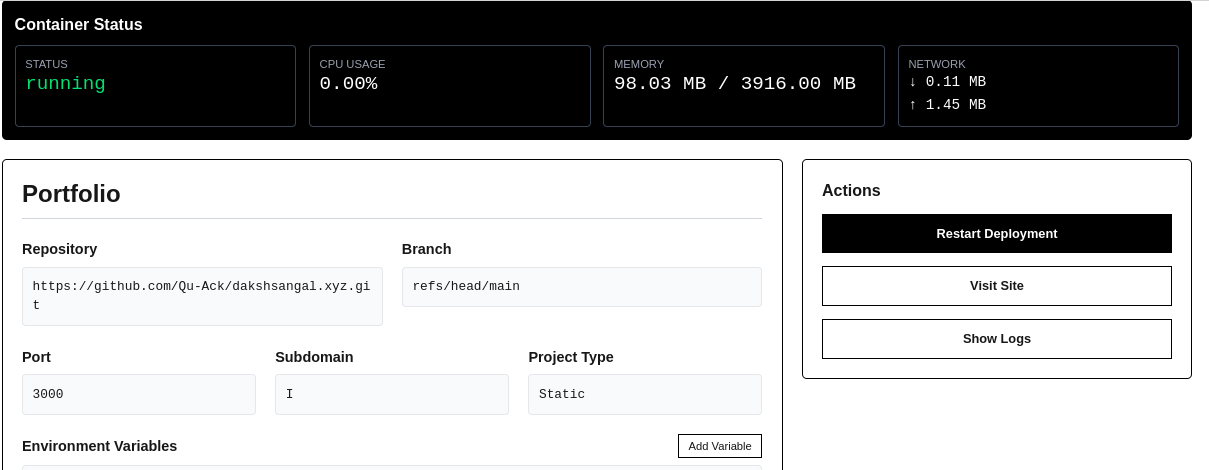 Container Status
STATUS
running
CPU USAGE
0.00%
MEMORY
98.03 MB / 3916.00 MB
NETWORK
↓ 0.11 MB
↑ 1.45 MB
Portfolio
Repository
https://github.com/Qu-Ack/dakshsangal.xyz.gi
t
Branch
refs/head/main
Port
3000
Subdomain
I
Project Type
Static
Environment Variables
Add Variable
Actions
Restart Deployment
Visit Site
Show Logs